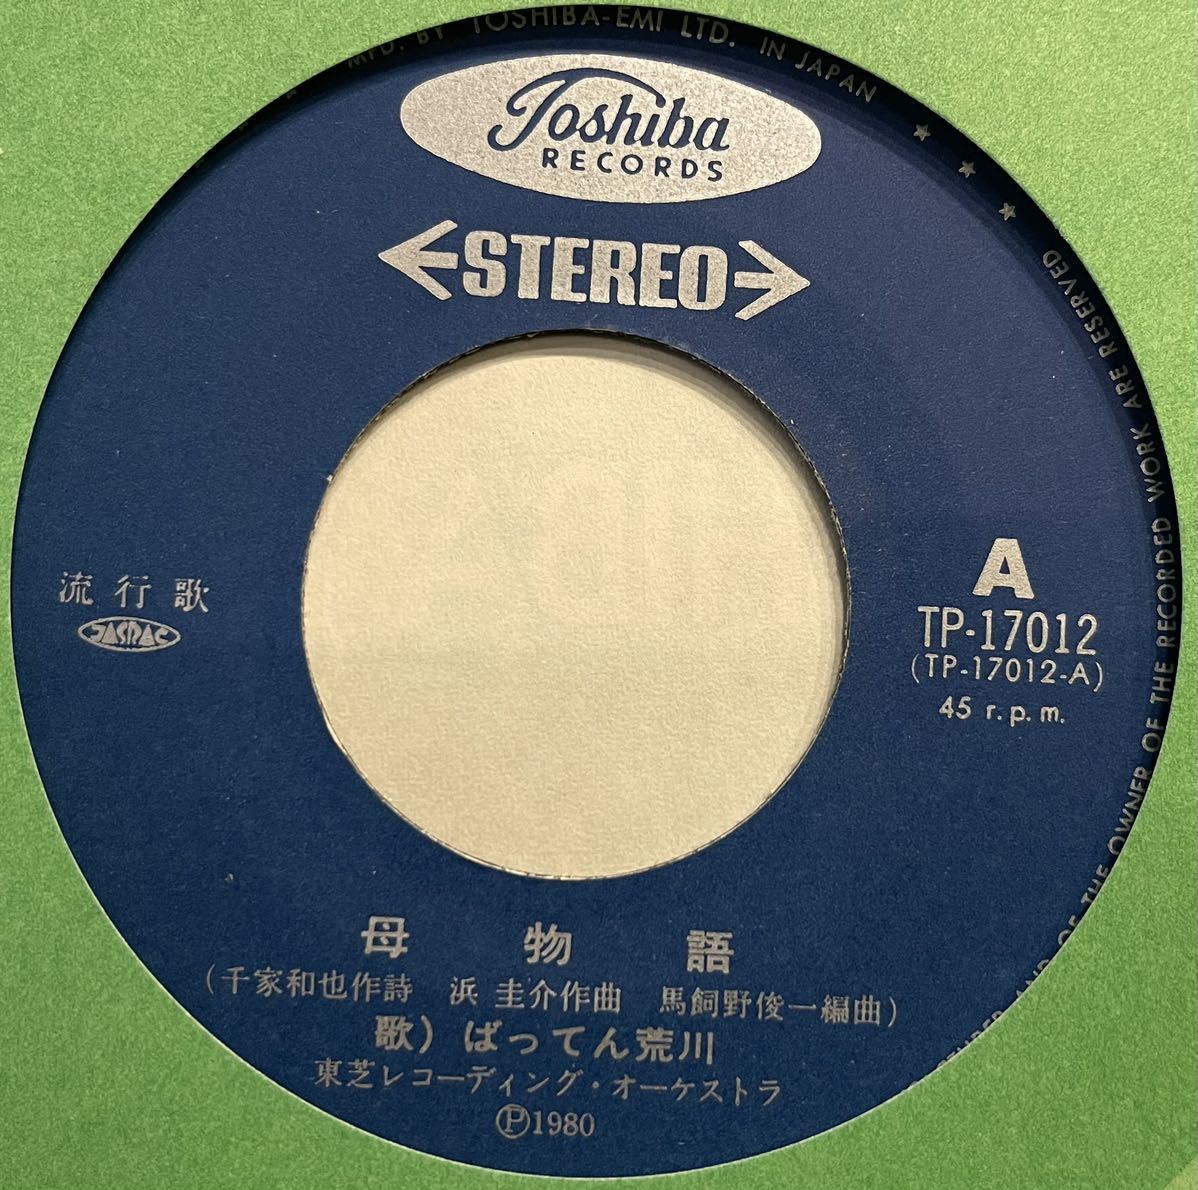 MFD. BY TOSHIBA-EMI LTD. IN JAPAN
Toshiba
RECORDS
STEREO
流行歌
JASRAC
A
TP-17012
(TP-17012-A)
45 r.p.m.
母物語
(千家和也作詩 浜 圭介作曲 馬飼野俊一編曲)
歌) ばってん荒川
東芝レコーディング・オーケストラ
Ⓟ1980
OF THE OWNER OF THE RECORDED WORK ARE RESERVED